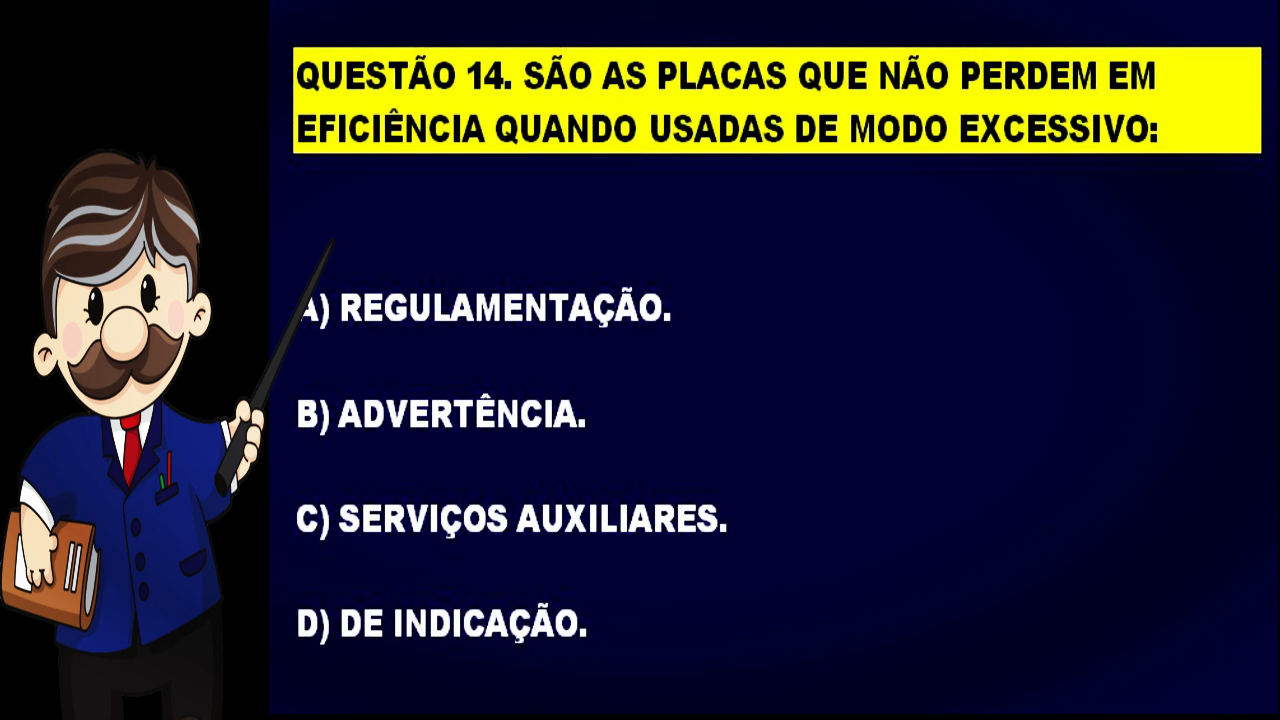 QUESTÃO 14. SÃO AS PLACAS QUE NÃO PERDEM EM
EFICIÊNCIA QUANDO USADAS DE MODO EXCESSIVO:
A) REGULAMENTAÇÃO.
B) ADVERTÊNCIA.
C) SERVIÇOS AUXILIARES.
D) DE INDICAÇÃO.